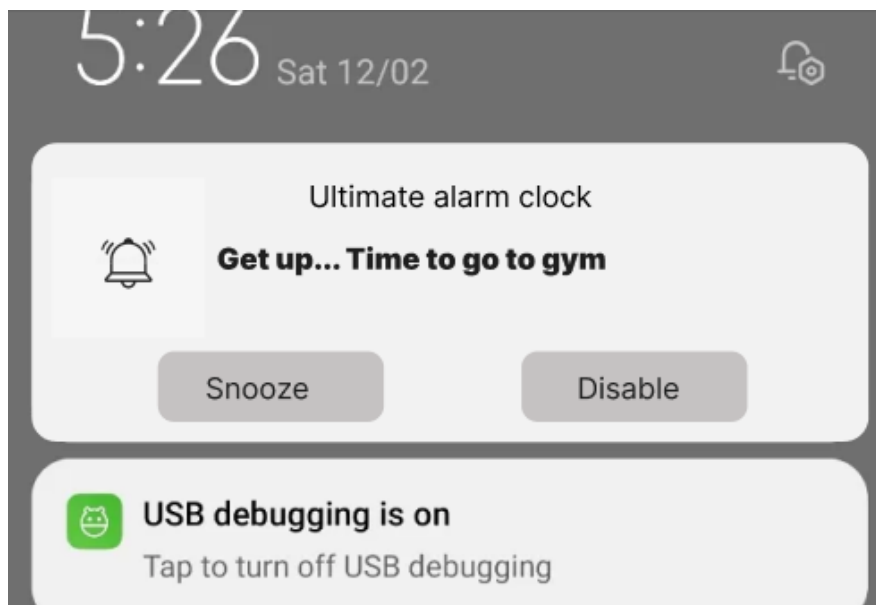 5:26 Sat 12/02
Ultimate alarm clock
Get up... Time to go to gym
Snooze Disable
USB debugging is on
Tap to turn off USB debugging